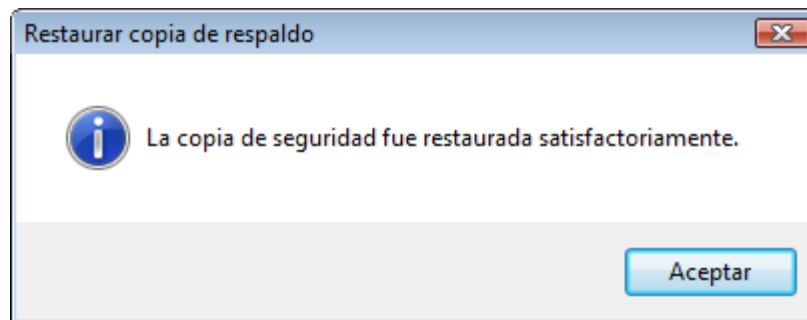 Restaurar copia de respaldo
La copia de seguridad fue restaurada satisfactoriamente.
Aceptar